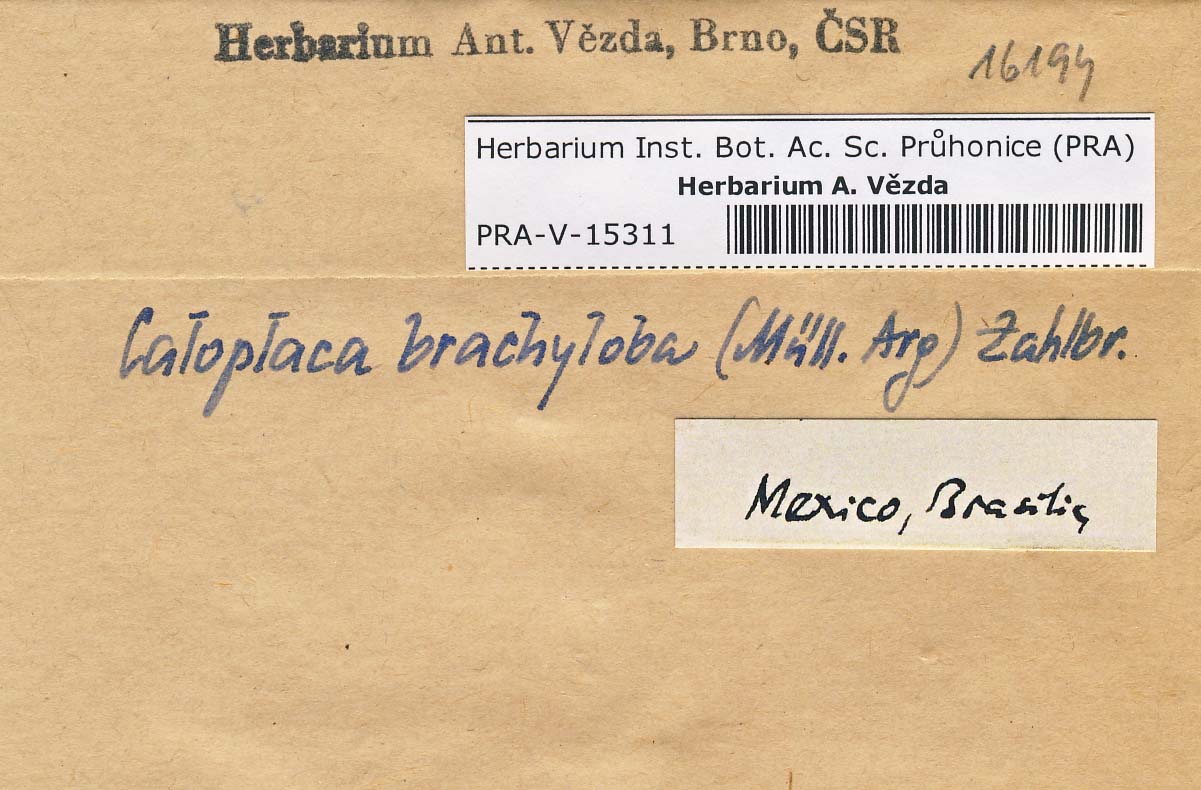 Herbarium Ant. Vězda, Brno, ČSR
16194
Herbarium Inst. Bot. Ac. Sc. Průhonice (PRA)
Herbarium A. Vězda
PRA-V-15311
Caloplaca brachyloba (Müll. Arg) Zahlbr.
Mexico, Brasilia